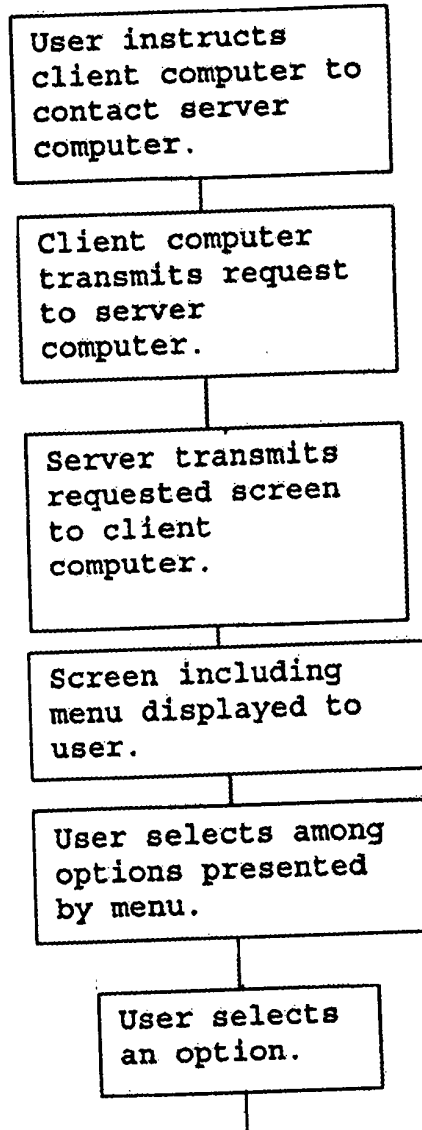 User instructs
client computer to
contact server
computer.
Client computer
transmits request
to server
computer.
Server transmits
requested screen
to client
computer.
Screen including
menu displayed to
user.
User selects among
options presented
by menu.
User selects
an option.